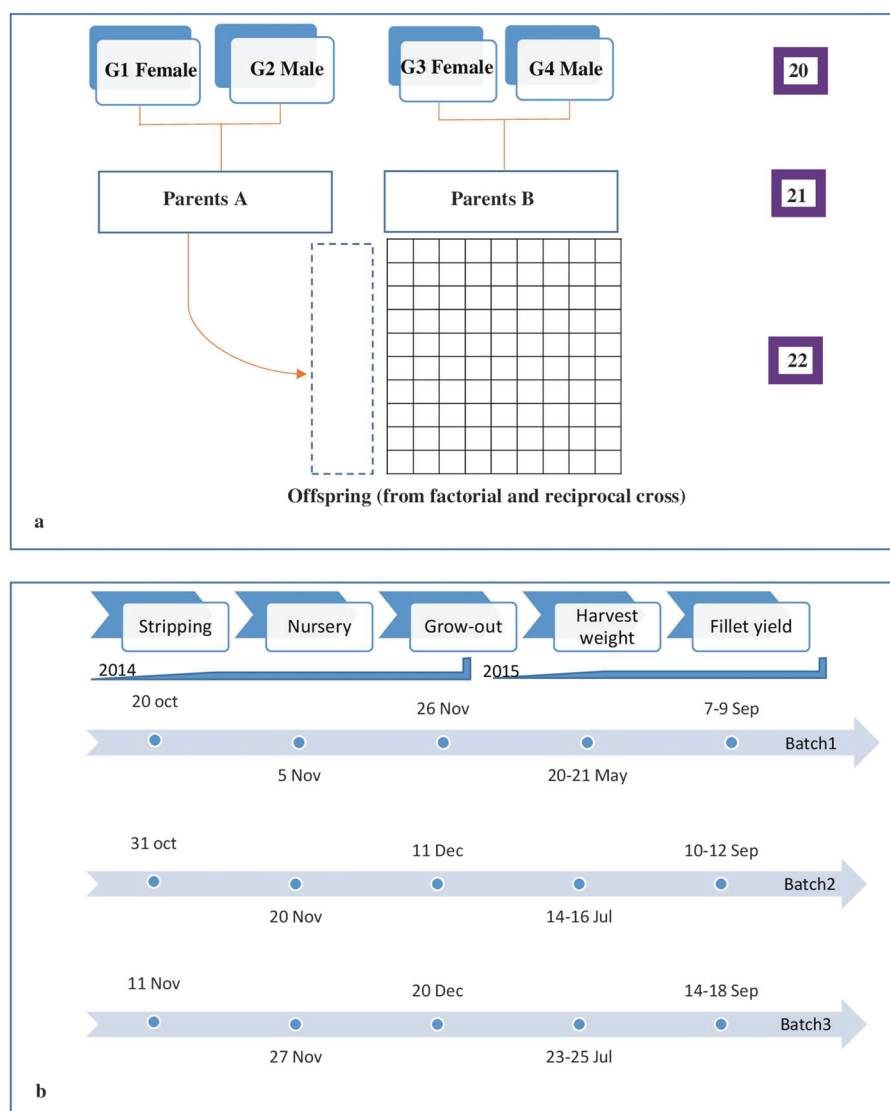 G1 Female
G2 Male
G3 Female
G4 Male
20
Parents A
Parents B
21
22
Offspring (from factorial and reciprocal cross)
a
Stripping
Nursery
Grow-out
Harvest
weight
Fillet yield
2014
2015
20 oct
26 Nov
7-9 Sep
Batch1
5 Nov
20-21 May
31 oct
11 Dec
10-12 Sep
Batch2
20 Nov
14-16 Jul
11 Nov
20 Dec
14-18 Sep
Batch3
27 Nov
23-25 Jul
b